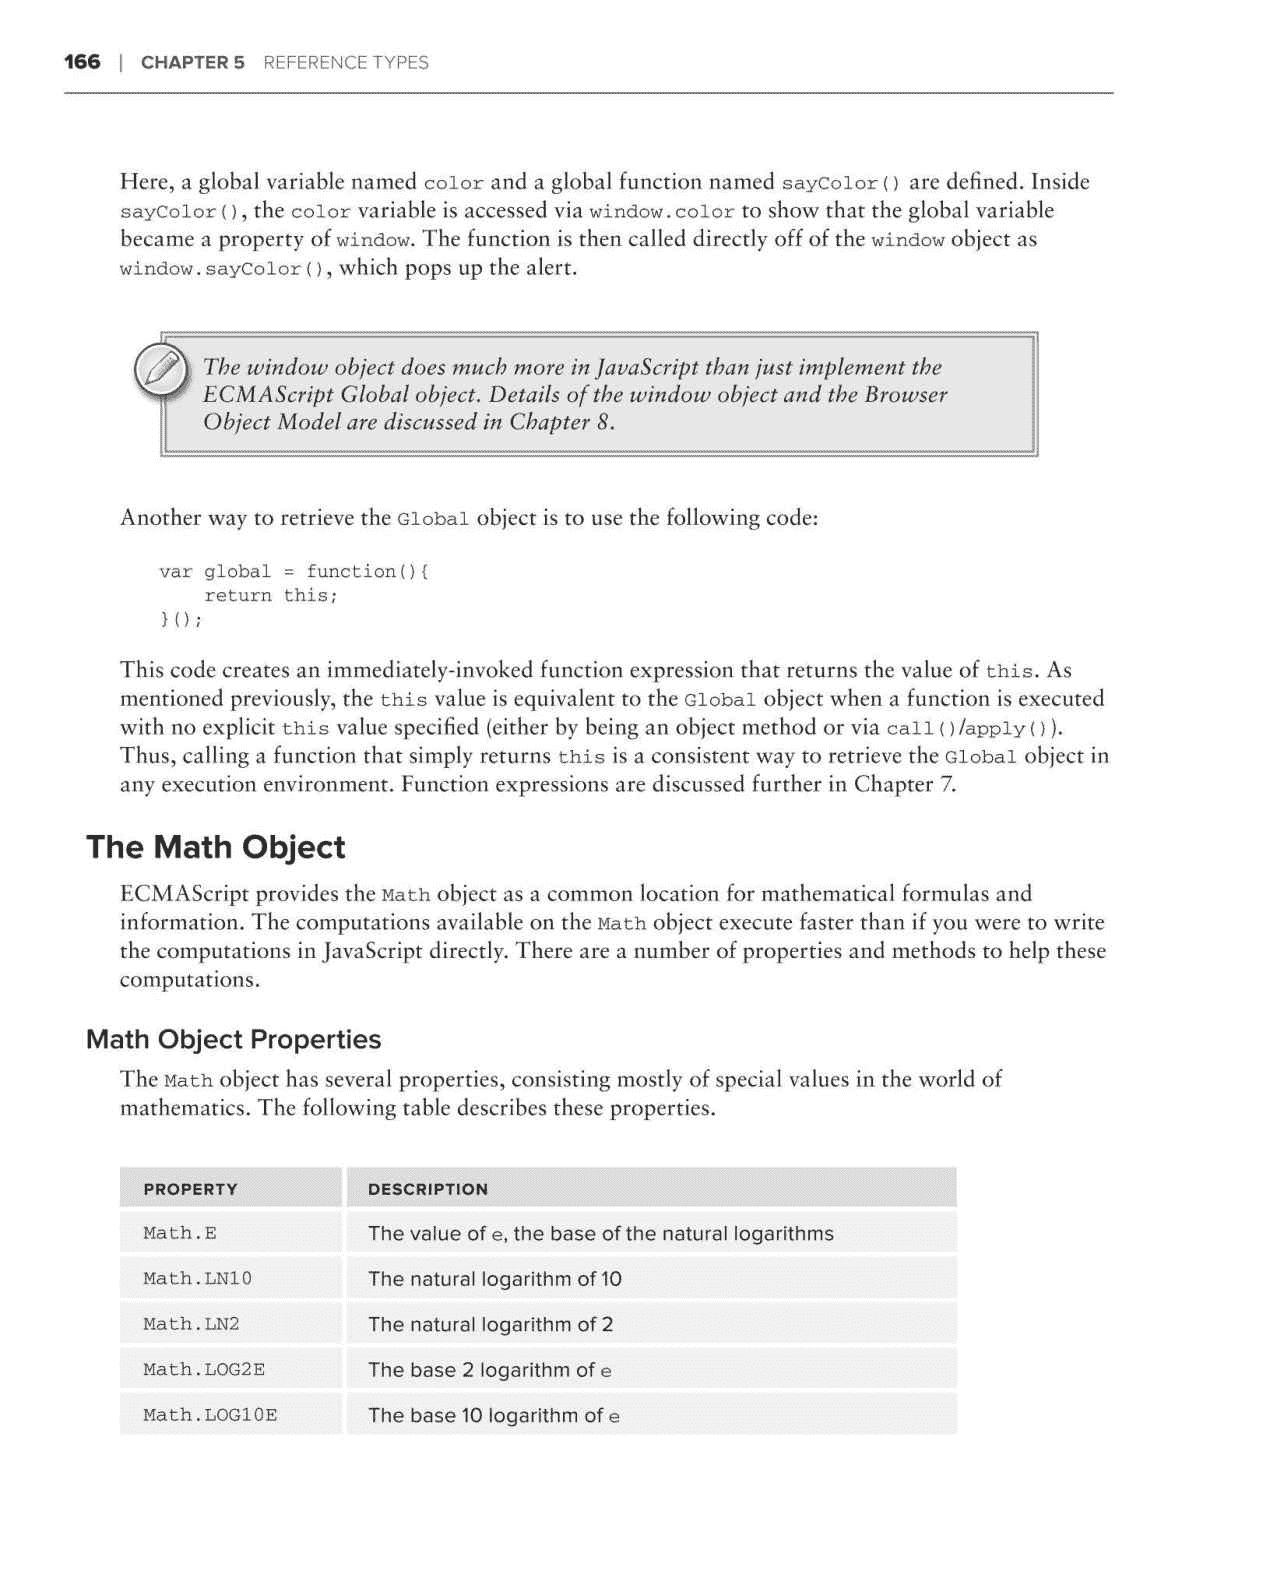 166 | CHAPTER 5 REFERENCE TYPES
Here, a global variable named color and a global function named sayColor() are defined. Inside
sayColor(), the color variable is accessed via window.color to show that the global variable
became a property of window. The function is then called directly off of the window object as
window.sayColor(), which pops up the alert.
The window object does much more in JavaScript than just implement the
ECMAScript Global object. Details of the window object and the Browser
Object Model are discussed in Chapter 8.
Another way to retrieve the Global object is to use the following code:
var global = function(){
return this;
}();
This code creates an immediately-invoked function expression that returns the value of this. As
mentioned previously, the this value is equivalent to the Global object when a function is executed
with no explicit this value specified (either by being an object method or via call()/apply()).
Thus, calling a function that simply returns this is a consistent way to retrieve the Global object in
any execution environment. Function expressions are discussed further in Chapter 7.
The Math Object
ECMAScript provides the Math object as a common location for mathematical formulas and
information. The computations available on the Math object execute faster than if you were to write
the computations in JavaScript directly. There are a number of properties and methods to help these
computations.
Math Object Properties
The Math object has several properties, consisting mostly of special values in the world of
mathematics. The following table describes these properties.
PROPERTY DESCRIPTION
Math.E The value of e, the base of the natural logarithms
Math.LN10 The natural logarithm of 10
Math.LN2 The natural logarithm of 2
Math.LOG2E The base 2 logarithm of e
Math.LOG10E The base 10 logarithm of e